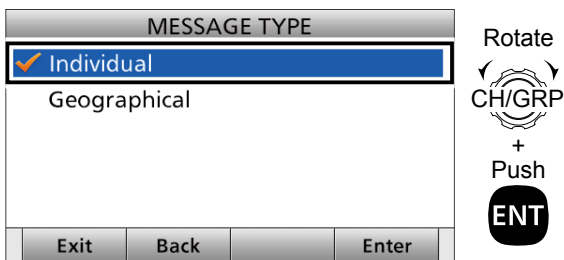 MESSAGE TYPE
Individual
Geographical
Exit Back Enter
Rotate
CH/GRP
+
Push
ENT